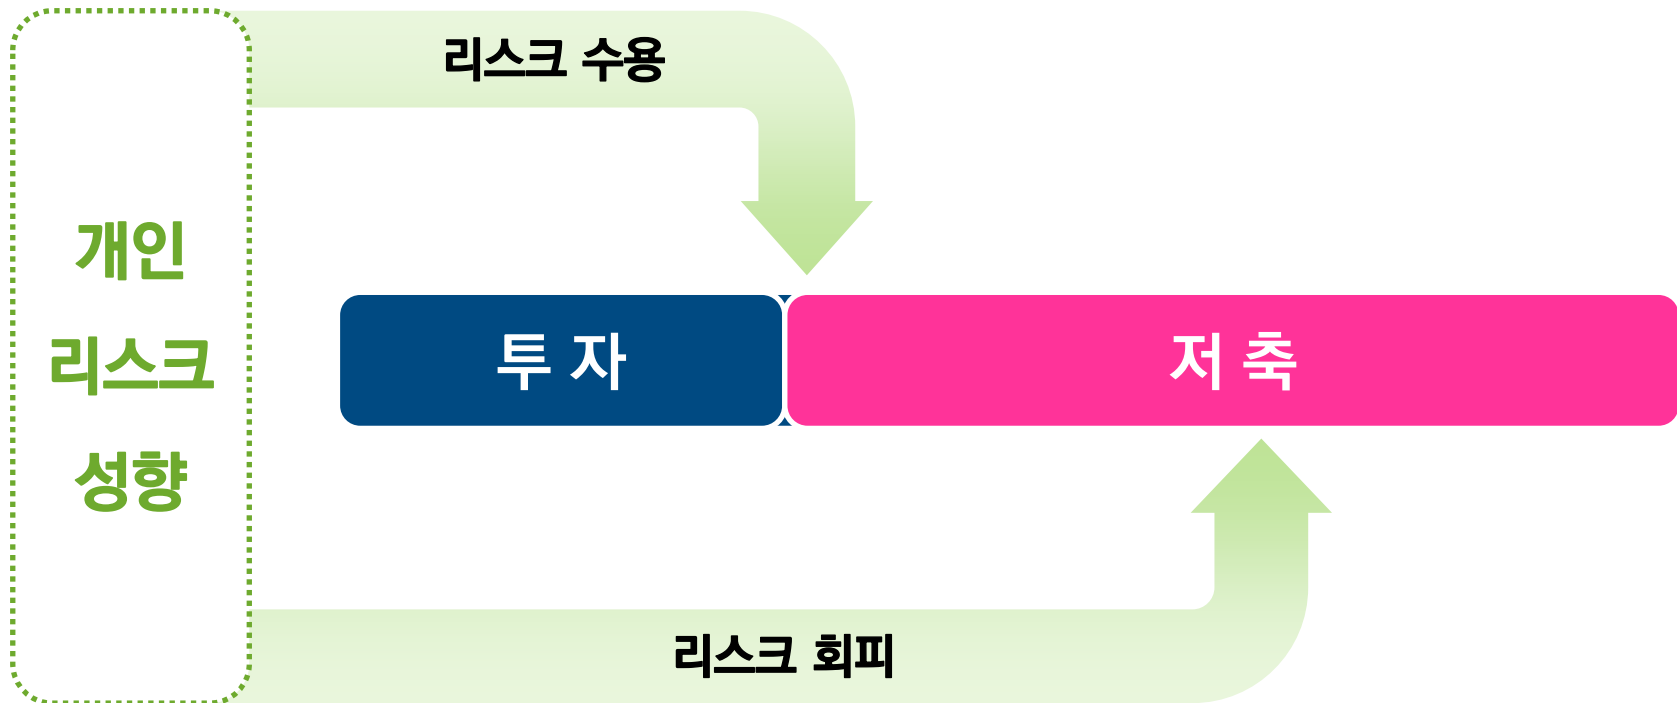 리스크 수용
개인
리스크
성향
투 자
저 축
리스크 회피